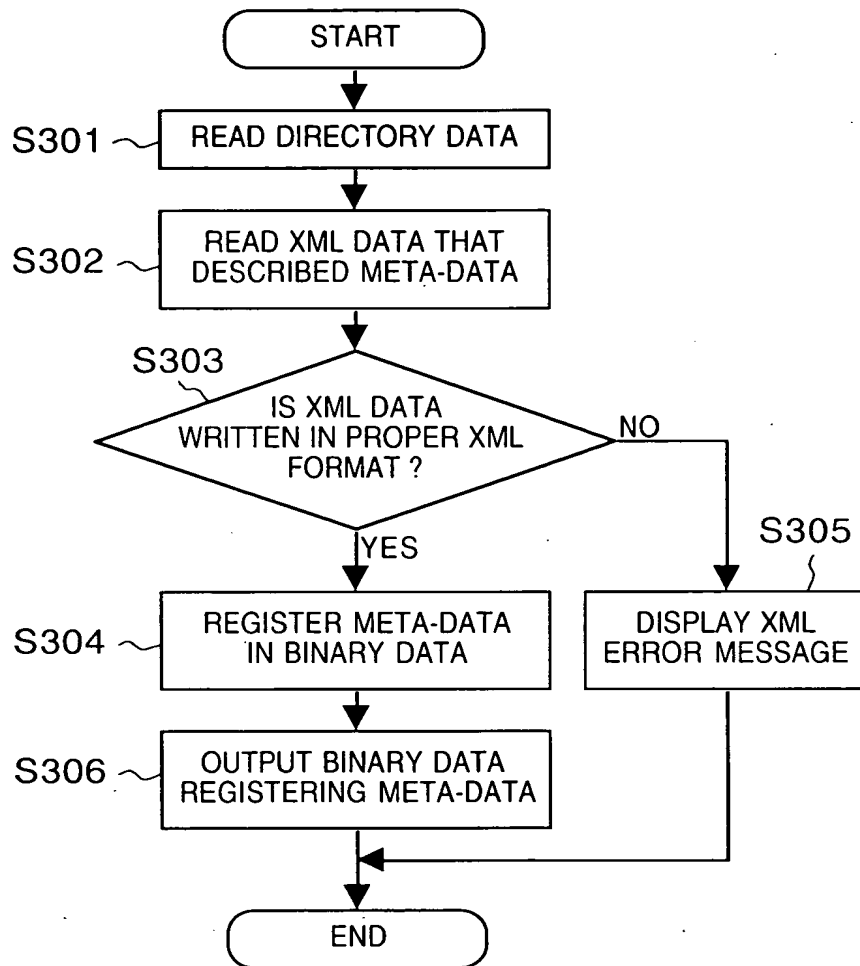 START
S301
READ DIRECTORY DATA
S302
READ XML DATA THAT
DESCRIBED META-DATA
S303
IS XML DATA
WRITTEN IN PROPER XML
FORMAT ?
NO
YES
S305
S304
REGISTER META-DATA
IN BINARY DATA
DISPLAY XML
ERROR MESSAGE
S306
OUTPUT BINARY DATA
REGISTERING META-DATA
END